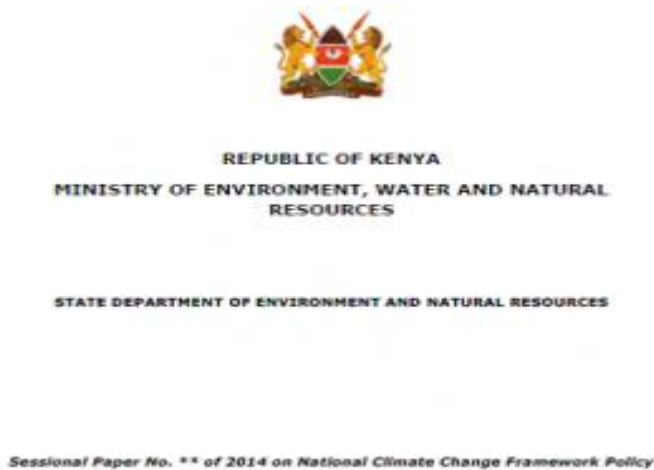 REPUBLIC OF KENYA
MINISTRY OF ENVIRONMENT, WATER AND NATURAL
RESOURCES
STATE DEPARTMENT OF ENVIRONMENT AND NATURAL RESOURCES
Sessional Paper No. ** of 2014 on National Climate Change Framework Policy